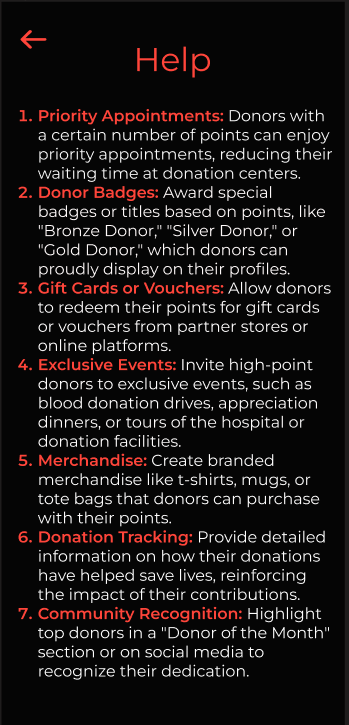 Help
1. Priority Appointments: Donors with
a certain number of points can enjoy
priority appointments, reducing their
waiting time at donation centers.
2. Donor Badges: Award special
badges or titles based on points, like
"Bronze Donor," "Silver Donor," or
"Gold Donor," which donors can
proudly display on their profiles.
3. Gift Cards or Vouchers: Allow donors
to redeem their points for gift cards
or vouchers from partner stores or
online platforms.
4. Exclusive Events: Invite high-point
donors to exclusive events, such as
blood donation drives, appreciation
dinners, or tours of the hospital or
donation facilities.
5. Merchandise: Create branded
merchandise like t-shirts, mugs, or
tote bags that donors can purchase
with their points.
6. Donation Tracking: Provide detailed
information on how their donations
have helped save lives, reinforcing
the impact of their contributions.
7. Community Recognition: Highlight
top donors in a "Donor of the Month"
section or on social media to
recognize their dedication.